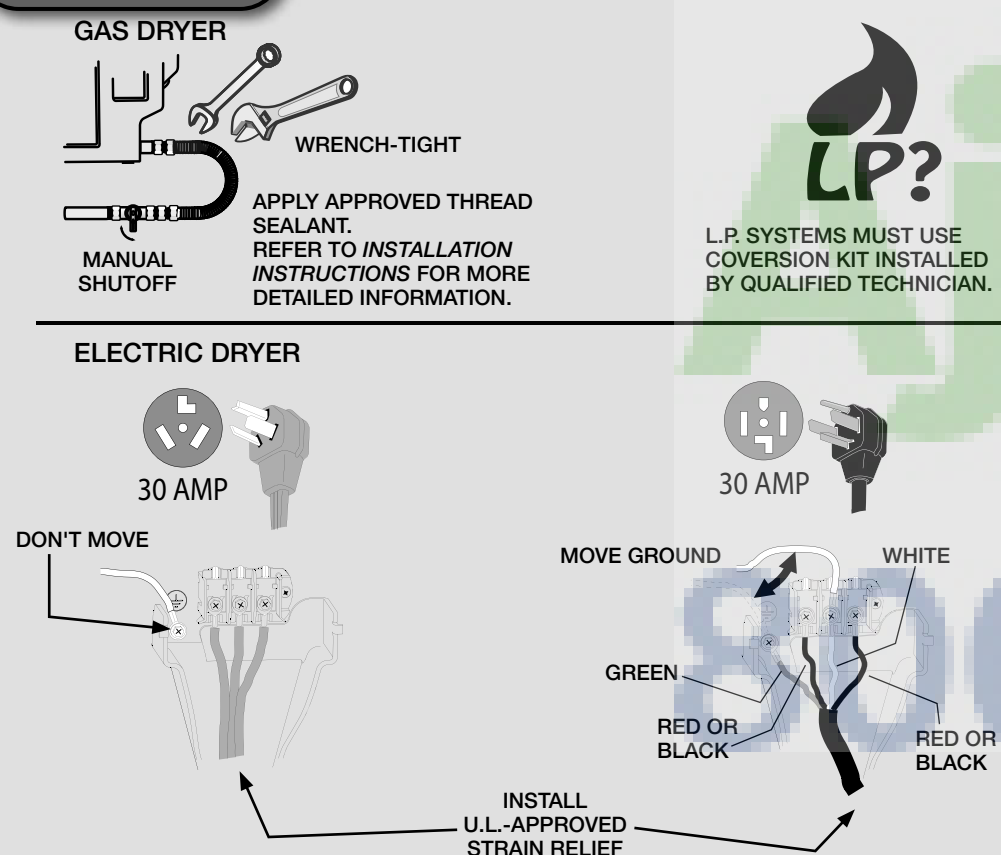 GAS DRYER
WRENCH-TIGHT
APPLY APPROVED THREAD
SEALANT.
REFER TO INSTALLATION
INSTRUCTIONS FOR MORE
DETAILED INFORMATION.
MANUAL
SHUTOFF
LP?
L.P. SYSTEMS MUST USE
COVERSION KIT INSTALLED
BY QUALIFIED TECHNICIAN.
ELECTRIC DRYER
30 AMP
30 AMP
DON'T MOVE
MOVE GROUND
WHITE
GREEN
RED OR
BLACK
RED OR
BLACK
INSTALL
U.L.-APPROVED
STRAIN RELIEF